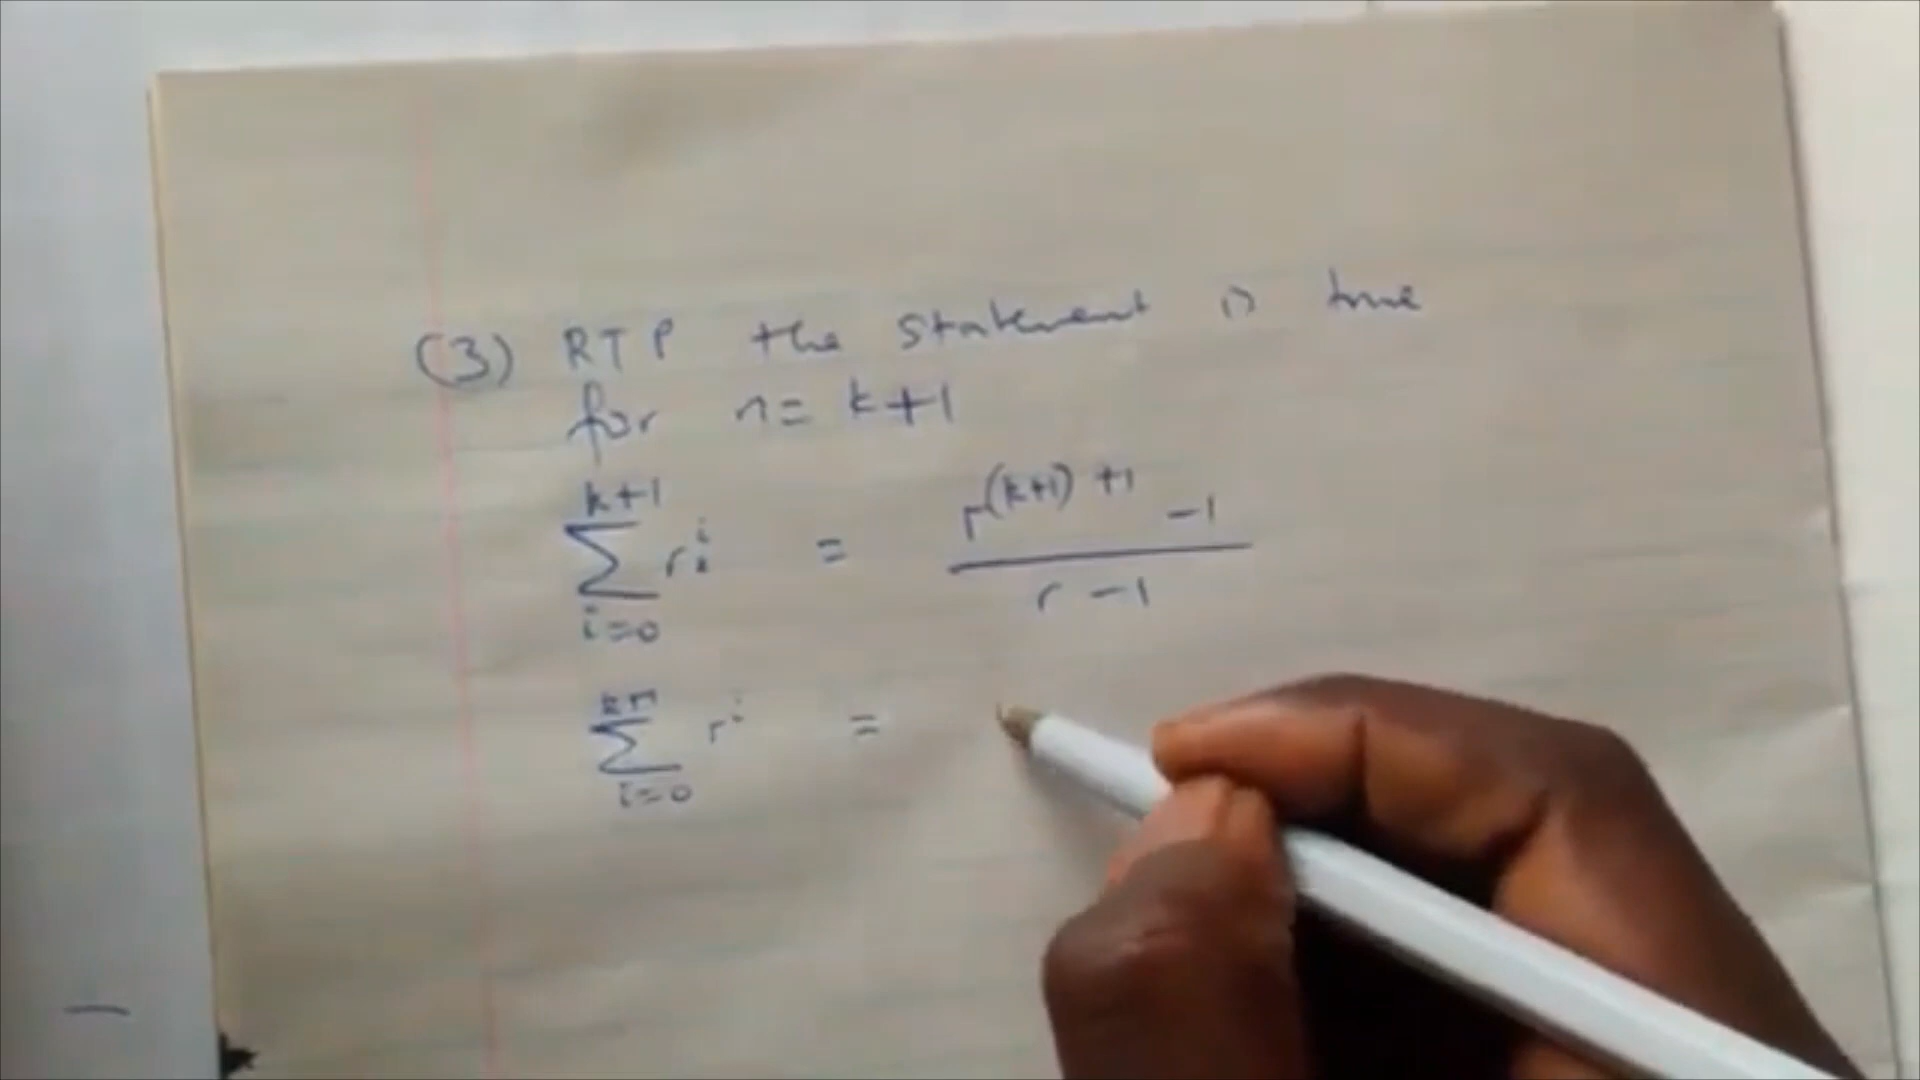 (3) RTP the statement is true
for n = k+1
k+1
∑ r^i = (r^(k+1)+1 - 1)/(r - 1)
i=0
k+1
∑ r^i =
i=0